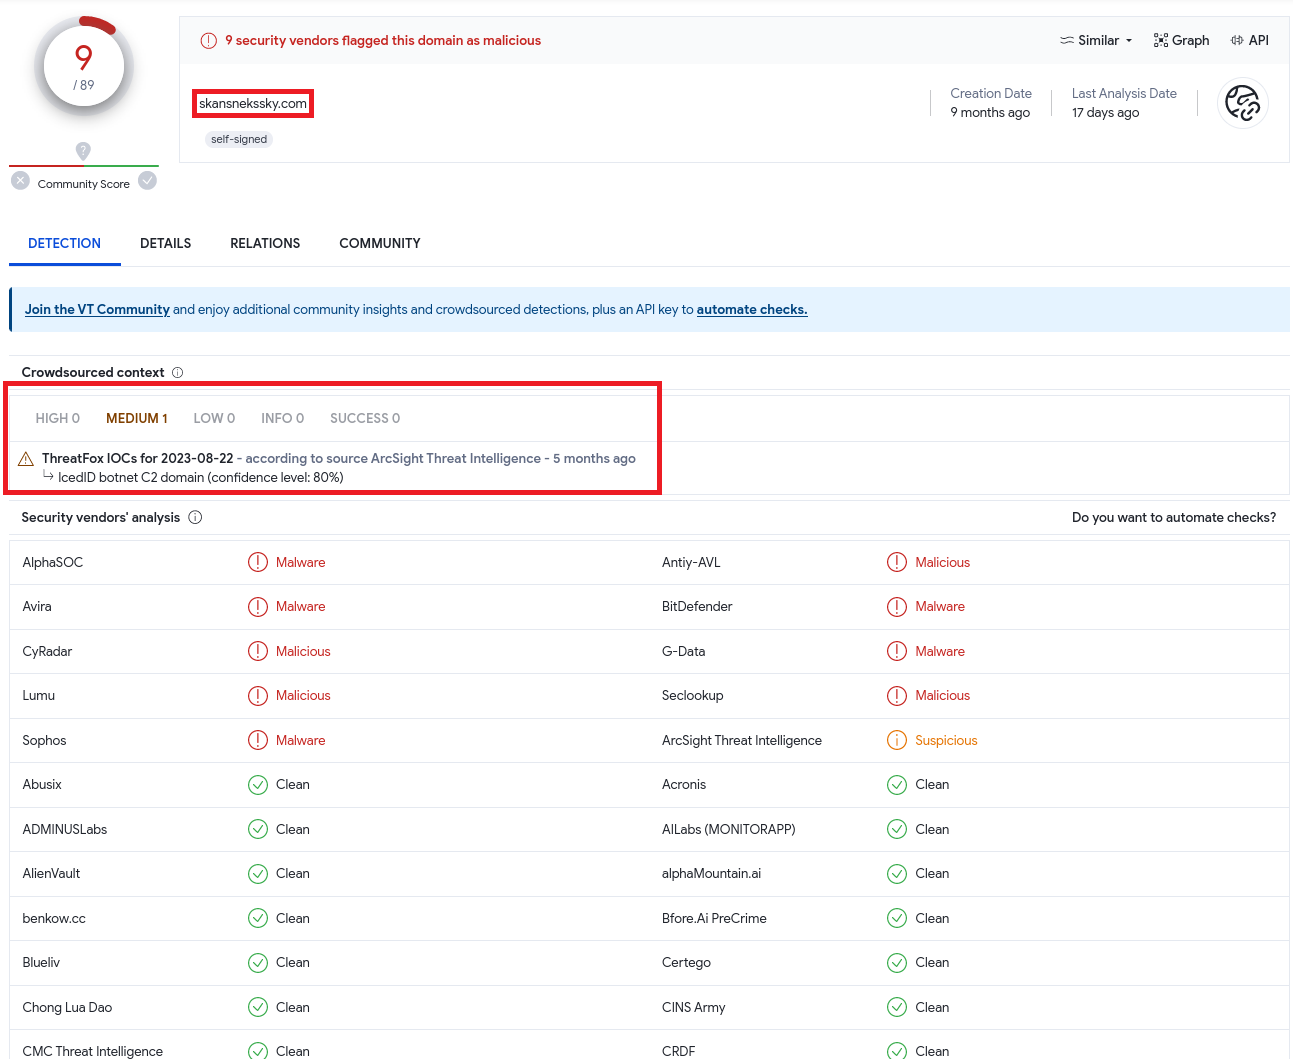 9
/ 89
Community Score
9 security vendors flagged this domain as malicious
Similar Graph API
skansnekssky.com
self-signed
Creation Date
9 months ago
Last Analysis Date
17 days ago
DETECTION DETAILS RELATIONS COMMUNITY
Join the VT Community and enjoy additional community insights and crowdsourced detections, plus an API key to automate checks.
Crowdsourced context
HIGH 0 MEDIUM 1 LOW 0 INFO 0 SUCCESS 0
ThreatFox IOCs for 2023-08-22 - according to source ArcSight Threat Intelligence - 5 months ago
IcedID botnet C2 domain (confidence level: 80%)
Security vendors' analysis Do you want to automate checks?
AlphaSOC Malware Antiy-AVL Malicious
Avira Malware BitDefender Malware
CyRadar Malicious G-Data Malware
Lumu Malicious Seclookup Malicious
Sophos Malware ArcSight Threat Intelligence Suspicious
Abusix Clean Acronis Clean
ADMINUSLabs Clean AILabs (MONITORAPP) Clean
AlienVault Clean alphaMountain.ai Clean
benkow.cc Clean Bfore.Ai PreCrime Clean
Blueliv Clean Certego Clean
Chong Lua Dao Clean CINS Army Clean
CMC Threat Intelligence Clean CRDF Clean